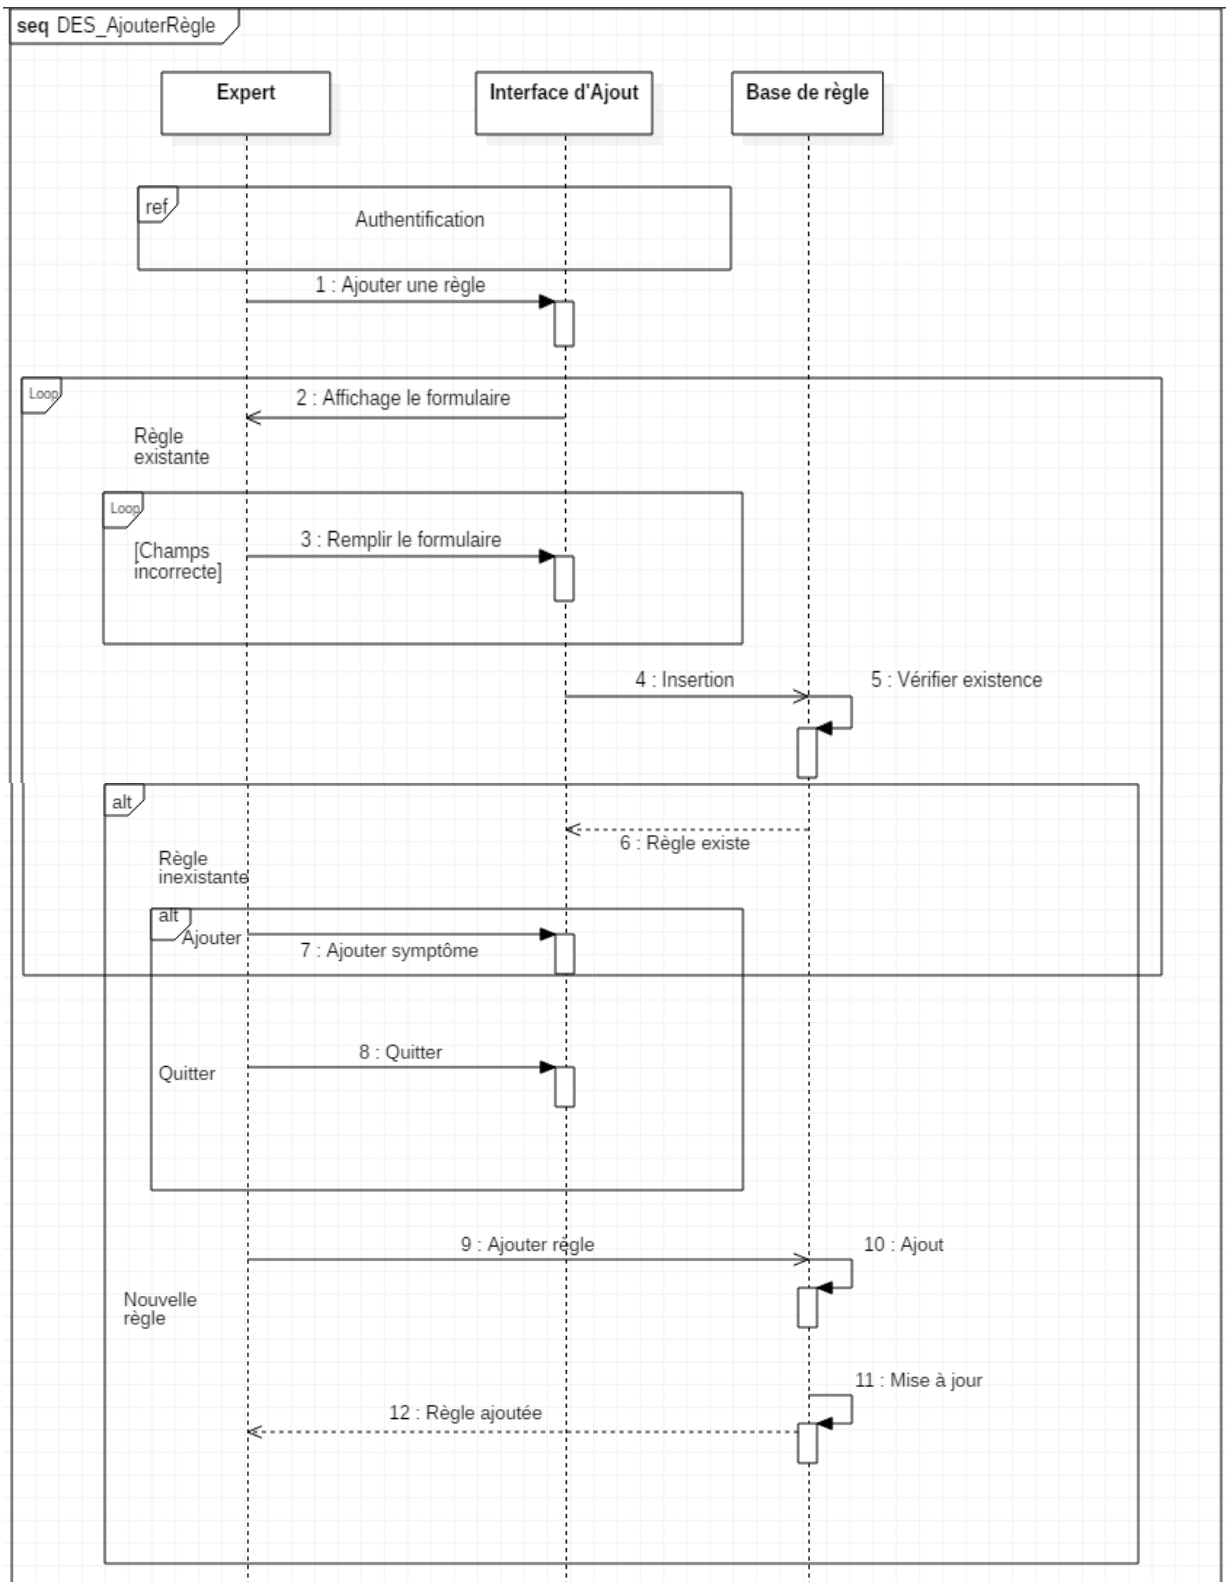 seq DES_AjouterRègle
Expert
Interface d'Ajout
Base de règle
ref
Authentification
1 : Ajouter une règle
Loop
2 : Affichage le formulaire
Règle
existante
Loop
3 : Remplir le formulaire
[Champs
incorrecte]
4 : Insertion
5 : Vérifier existence
alt
6 : Règle existe
Règle
inexistante
alt
Ajouter
7 : Ajouter symptôme
8 : Quitter
Quitter
9 : Ajouter règle
10 : Ajout
Nouvelle
règle
11 : Mise à jour
12 : Règle ajoutée